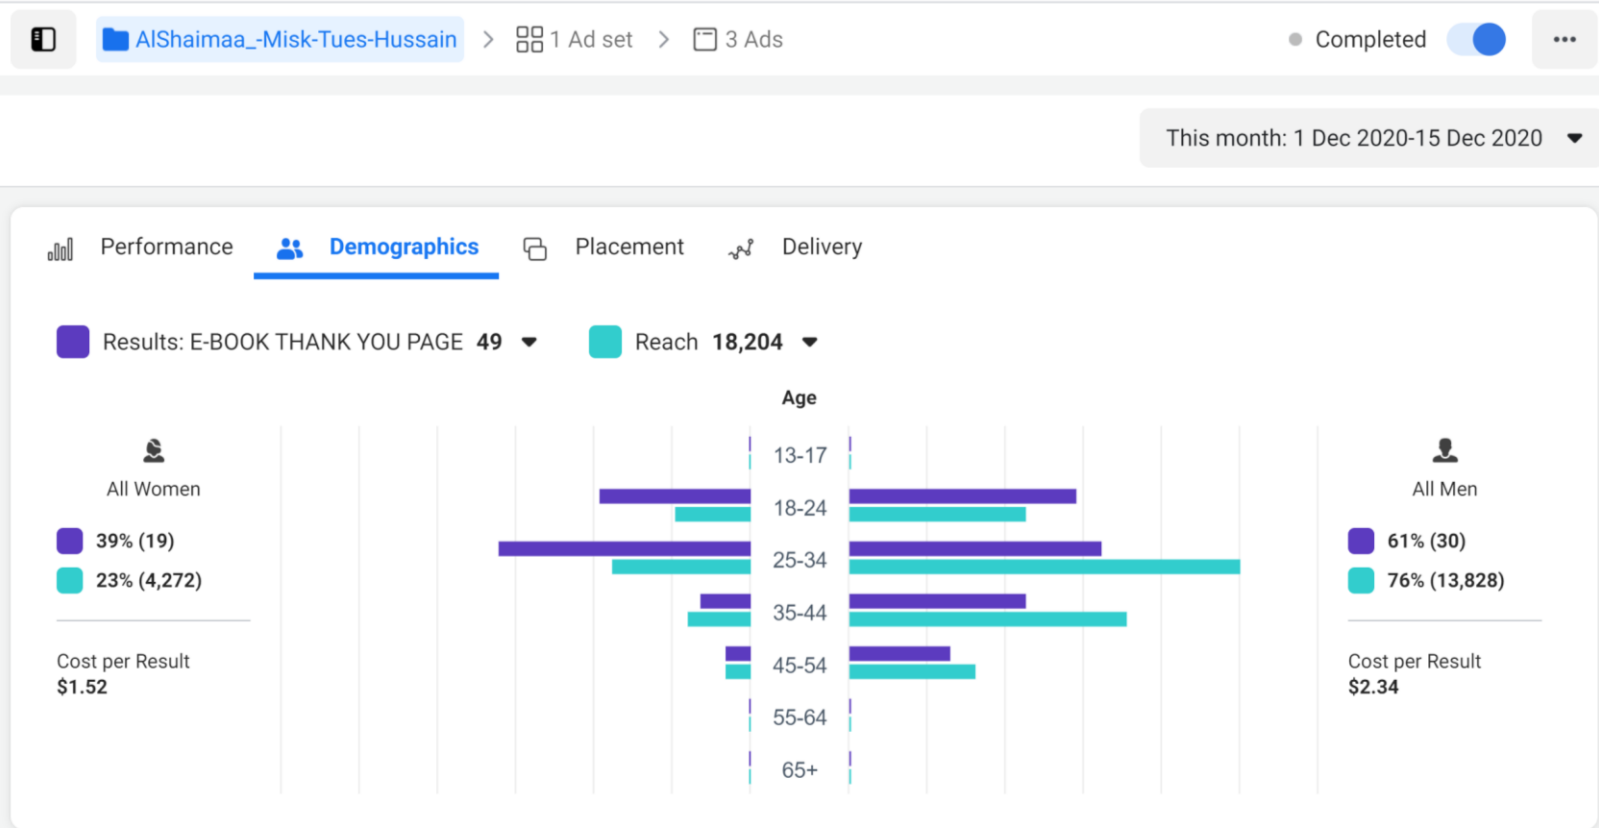 AlShaimaa_-Misk-Tues-Hussain > 1 Ad set > 3 Ads Completed
This month: 1 Dec 2020-15 Dec 2020
Performance Demographics Placement Delivery
Results: E-BOOK THANK YOU PAGE 49 Reach 18,204
Age
All Women
39% (19)
23% (4,272)
Cost per Result
$1.52
13-17
18-24
25-34
35-44
45-54
55-64
65+
All Men
61% (30)
76% (13,828)
Cost per Result
$2.34